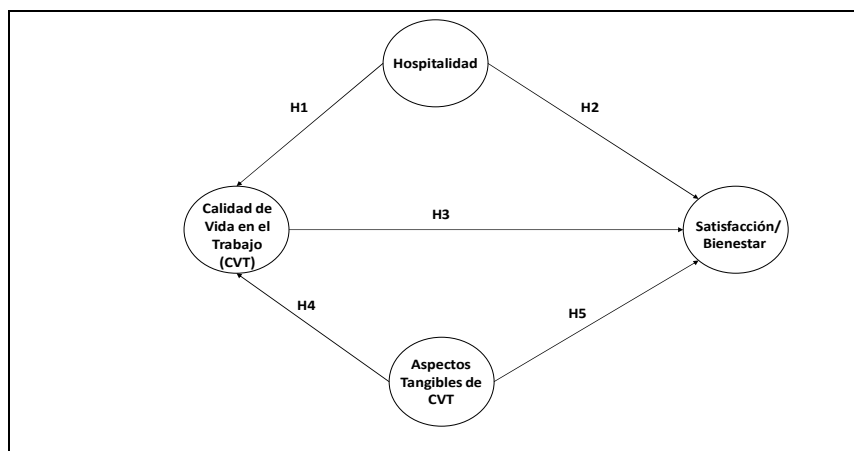 Hospitalidad
H1
H2
Calidad de
Vida en el
Trabajo
(CVT)
H3
Satisfacción/
Bienestar
H4
H5
Aspectos
Tangibles de
CVT